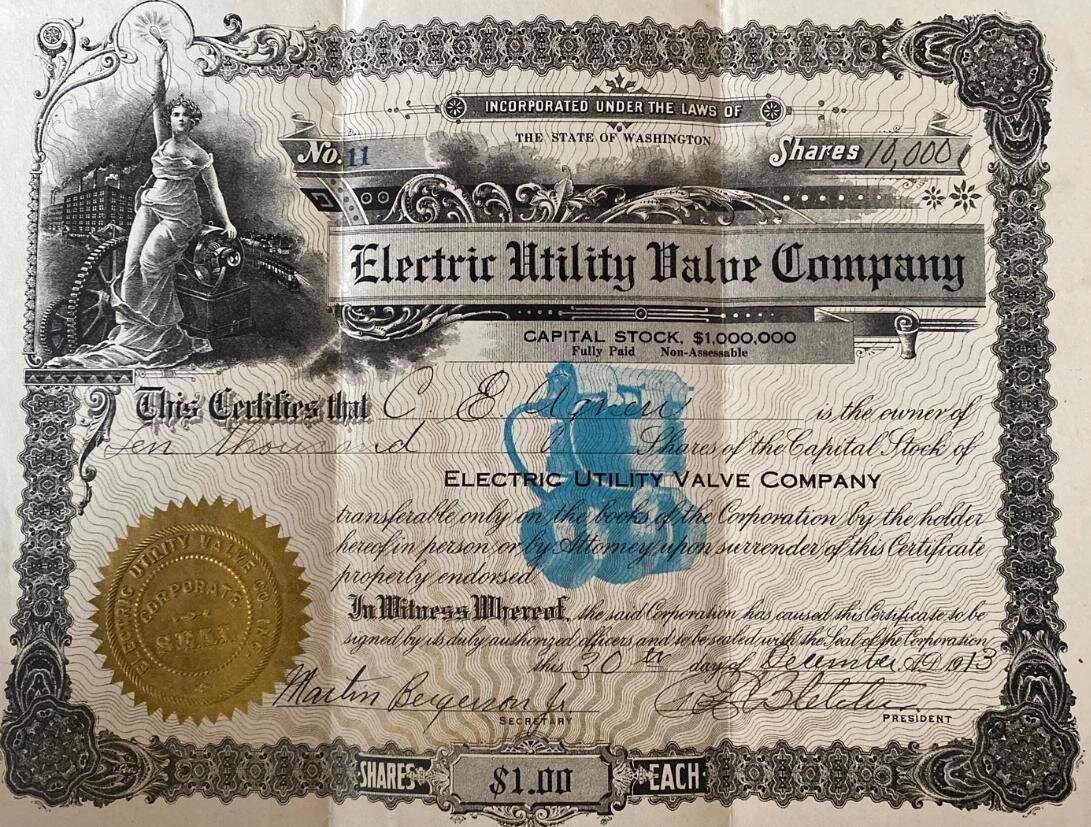 INCORPORATED UNDER THE LAWS OF
THE STATE OF WASHINGTON
No. 11
Shares 10,000
Electric Utility Valve Company
CAPITAL STOCK, $1,000,000
Fully Paid Non-Assessable
This Certifies that C. E. Agnew is the owner of
Ten thousand Shares of the Capital Stock of
ELECTRIC UTILITY VALVE COMPANY
transferable only on the books of the Corporation by the holder
hereof in person or by Attorney, upon surrender of this Certificate
properly endorsed.
In Witness Whereof, the said Corporation has caused this Certificate to be
signed by its duly authorized officers and to be sealed with the Seal of the Corporation
this 30th day of December A.D. 1913
Martin Bergerson Jr.
SECRETARY
PRESIDENT
ELECTRIC UTILITY VALVE CO. INC.
CORPORATE
SEAL
SHARES $1.00 EACH